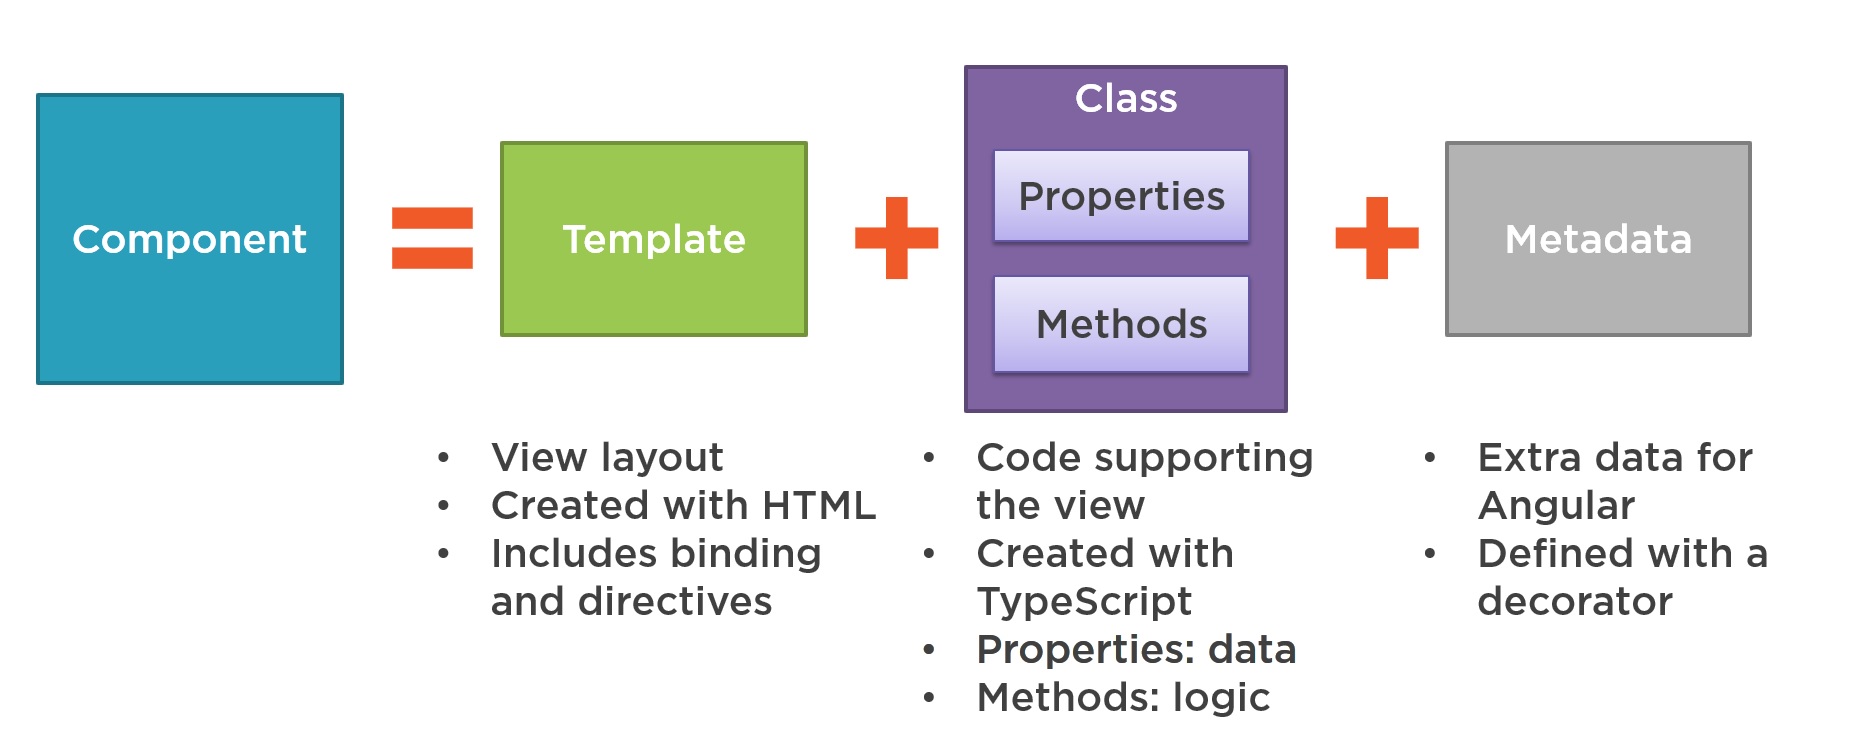 Component
Template
Class
Properties
Methods
Metadata
• View layout
• Created with HTML
• Includes binding
and directives
• Code supporting
the view
• Created with
TypeScript
• Properties: data
• Methods: logic
• Extra data for
Angular
• Defined with a
decorator